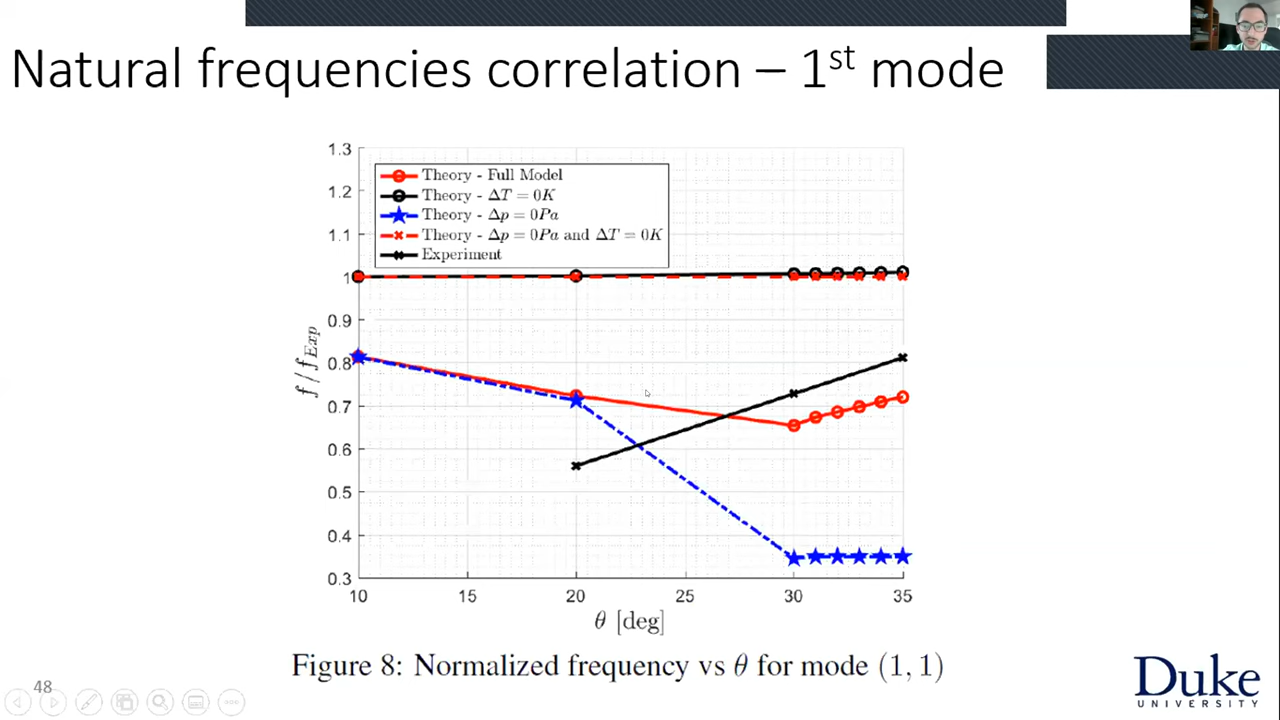 Natural frequencies correlation – 1st mode
1.3
1.2
1.1
1
0.9
0.8
0.7
0.6
0.5
0.4
0.3
f / f_Exp
Theory - Full Model
Theory - ΔT = 0K
Theory - Δp = 0Pa
Theory - Δp = 0Pa and ΔT = 0K
Experiment
10 15 20 25 30 35
θ [deg]
Figure 8: Normalized frequency vs θ for mode (1, 1)
48
Duke
UNIVERSITY